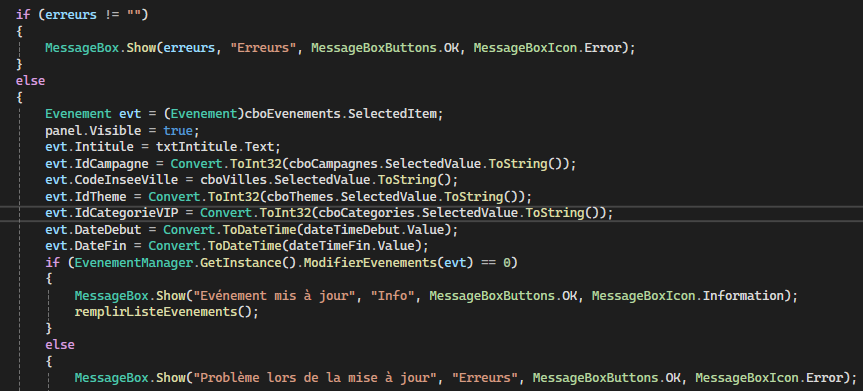 if (erreurs != "")
{
MessageBox.Show(erreurs, "Erreurs", MessageBoxButtons.OK, MessageBoxIcon.Error);
}
else
{
Evenement evt = (Evenement)cboEvenements.SelectedItem;
panel.Visible = true;
evt.Intitule = txtIntitule.Text;
evt.IdCampagne = Convert.ToInt32(cboCampagnes.SelectedValue.ToString());
evt.CodeInseeVille = cboVilles.SelectedValue.ToString();
evt.IdTheme = Convert.ToInt32(cboThemes.SelectedValue.ToString());
evt.IdCategorieVIP = Convert.ToInt32(cboCategories.SelectedValue.ToString());
evt.DateDebut = Convert.ToDateTime(dateTimeDebut.Value);
evt.DateFin = Convert.ToDateTime(dateTimeFin.Value);
if (EvenementManager.GetInstance().ModifierEvenements(evt) == 0)
{
MessageBox.Show("Evénement mis à jour", "Info", MessageBoxButtons.OK, MessageBoxIcon.Information);
remplirListeEvenements();
}
else
{
MessageBox.Show("Problème lors de la mise à jour", "Erreurs", MessageBoxButtons.OK, MessageBoxIcon.Error);